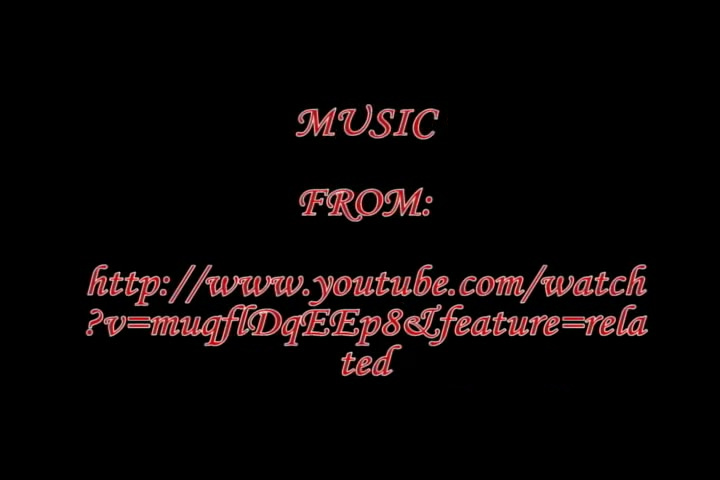 MUSIC
FROM:
http://www.youtube.com/watch
?v=muqflDqEEp8&feature=rela
ted